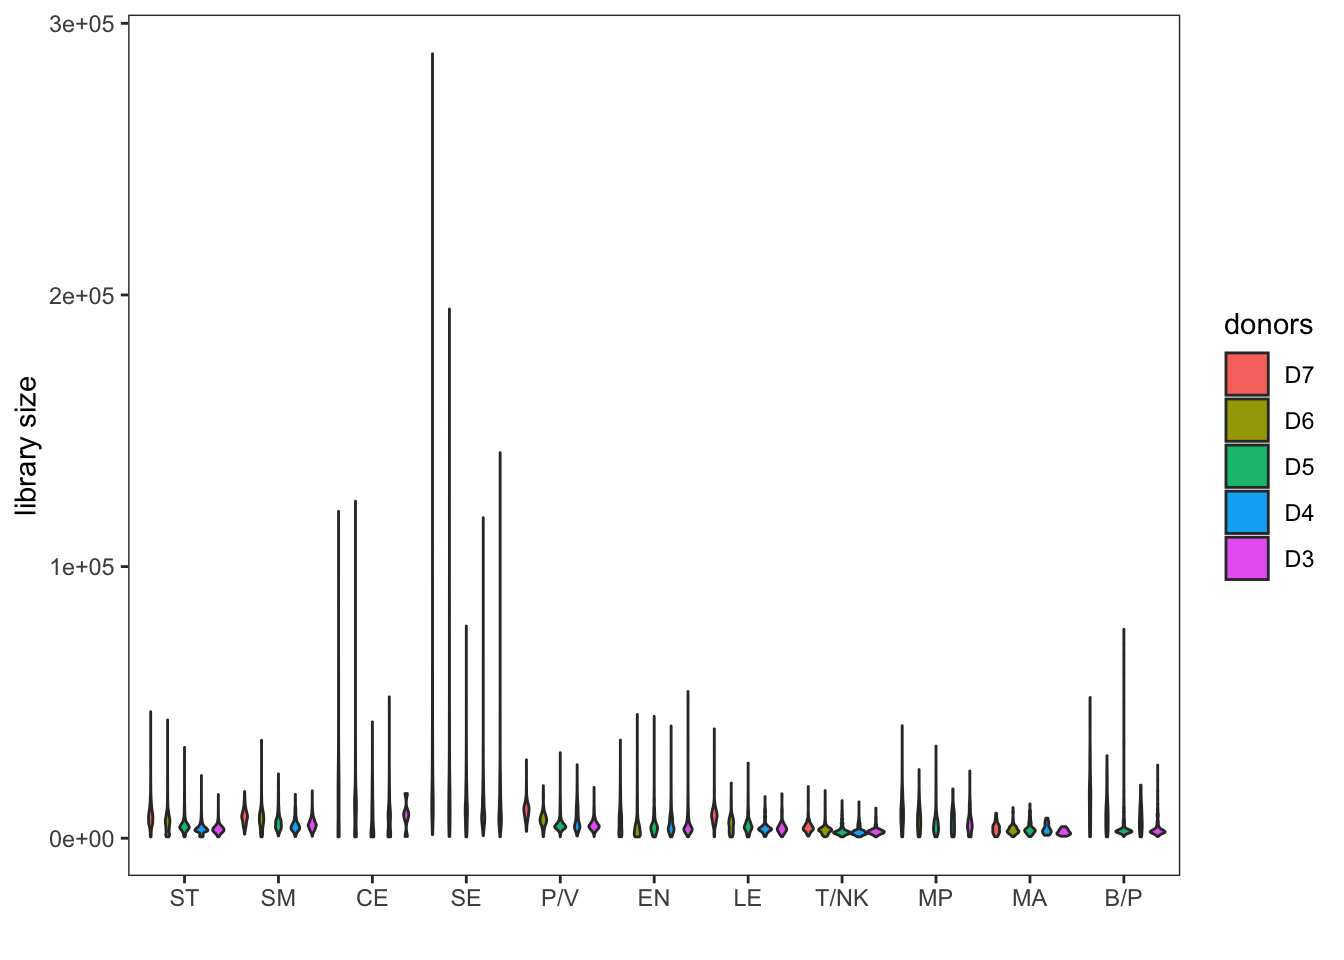 3e+05
2e+05
1e+05
0e+00
library size
ST SM CE SE P/V EN LE T/NK MP MA B/P
donors
D7
D6
D5
D4
D3